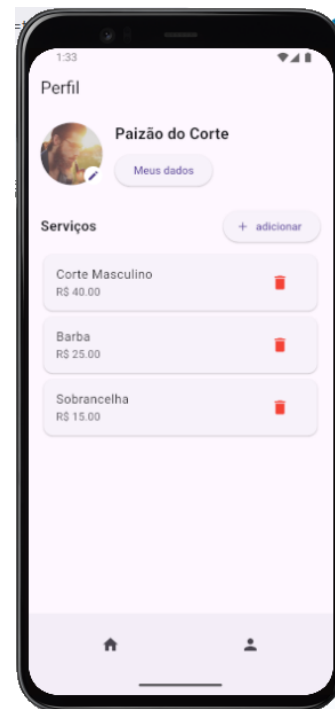 1:33
Perfil
Paizão do Corte
Meus dados
Serviços
+ adicionar
Corte Masculino
R$ 40.00
Barba
R$ 25.00
Sobrancelha
R$ 15.00